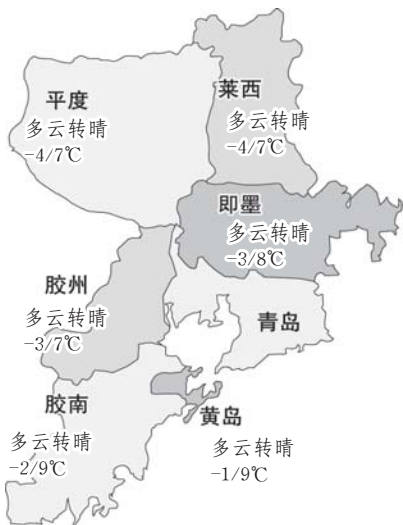 莱西
多云转晴
-4/7℃
平度
多云转晴
-4/7℃
即墨
多云转晴
-3/8℃
胶州
多云转晴
-3/7℃
青岛
胶南
多云转晴
-2/9℃
黄岛
多云转晴
-1/9℃